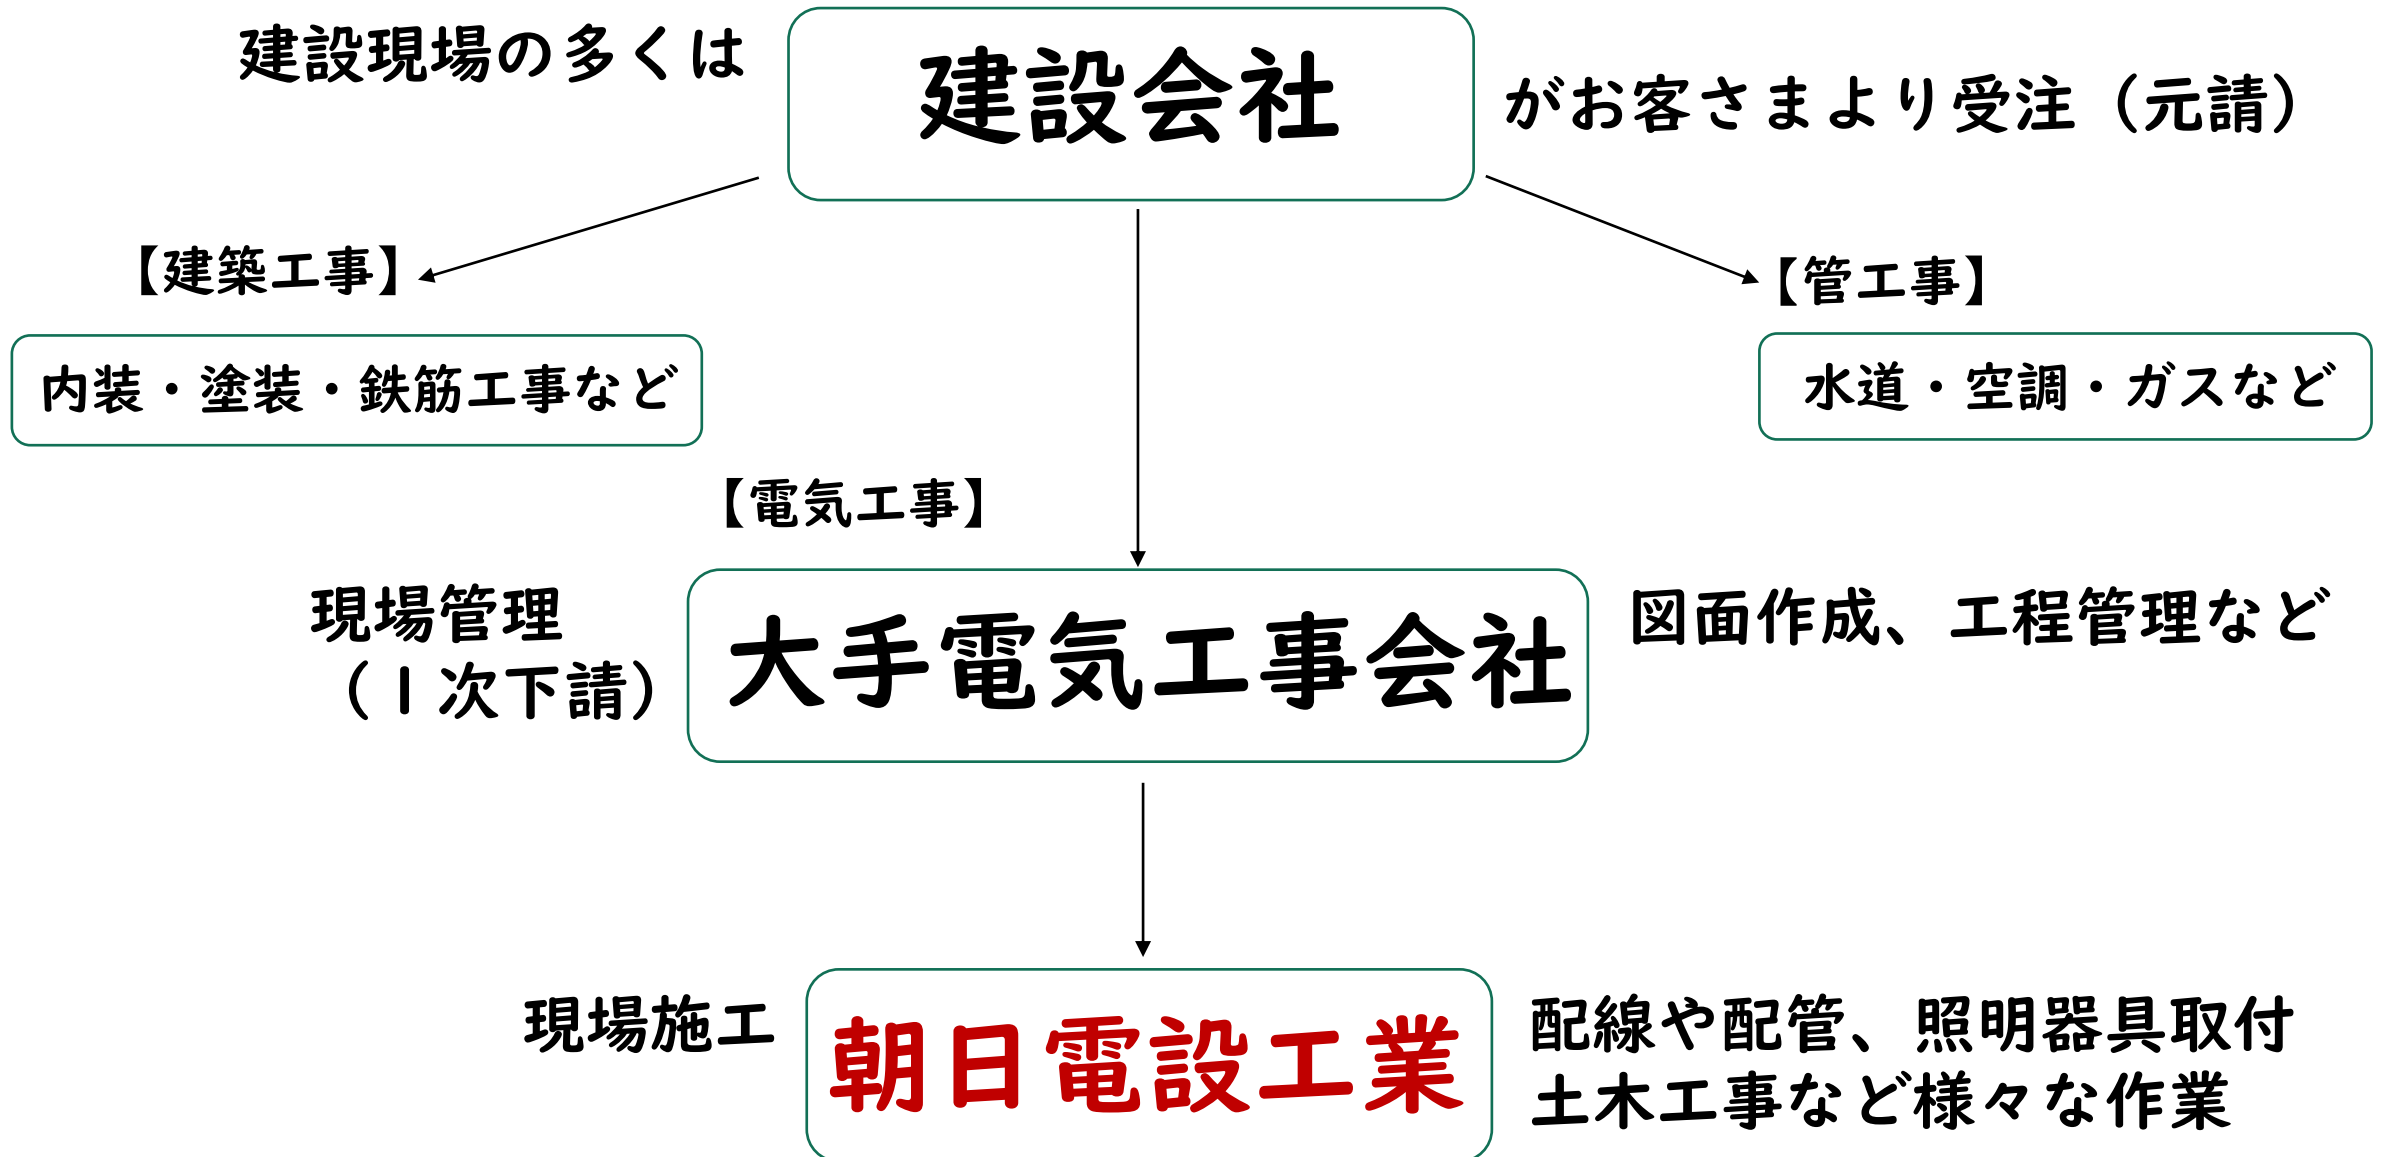 建設現場の多くは
建設会社
がお客さまより受注（元請）
【建築工事】
【管工事】
内装・塗装・鉄筋工事など
水道・空調・ガスなど
【電気工事】
現場管理
（１次下請）
大手電気工事会社
図面作成、工程管理など
現場施工
朝日電設工業
配線や配管、照明器具取付
土木工事など様々な作業